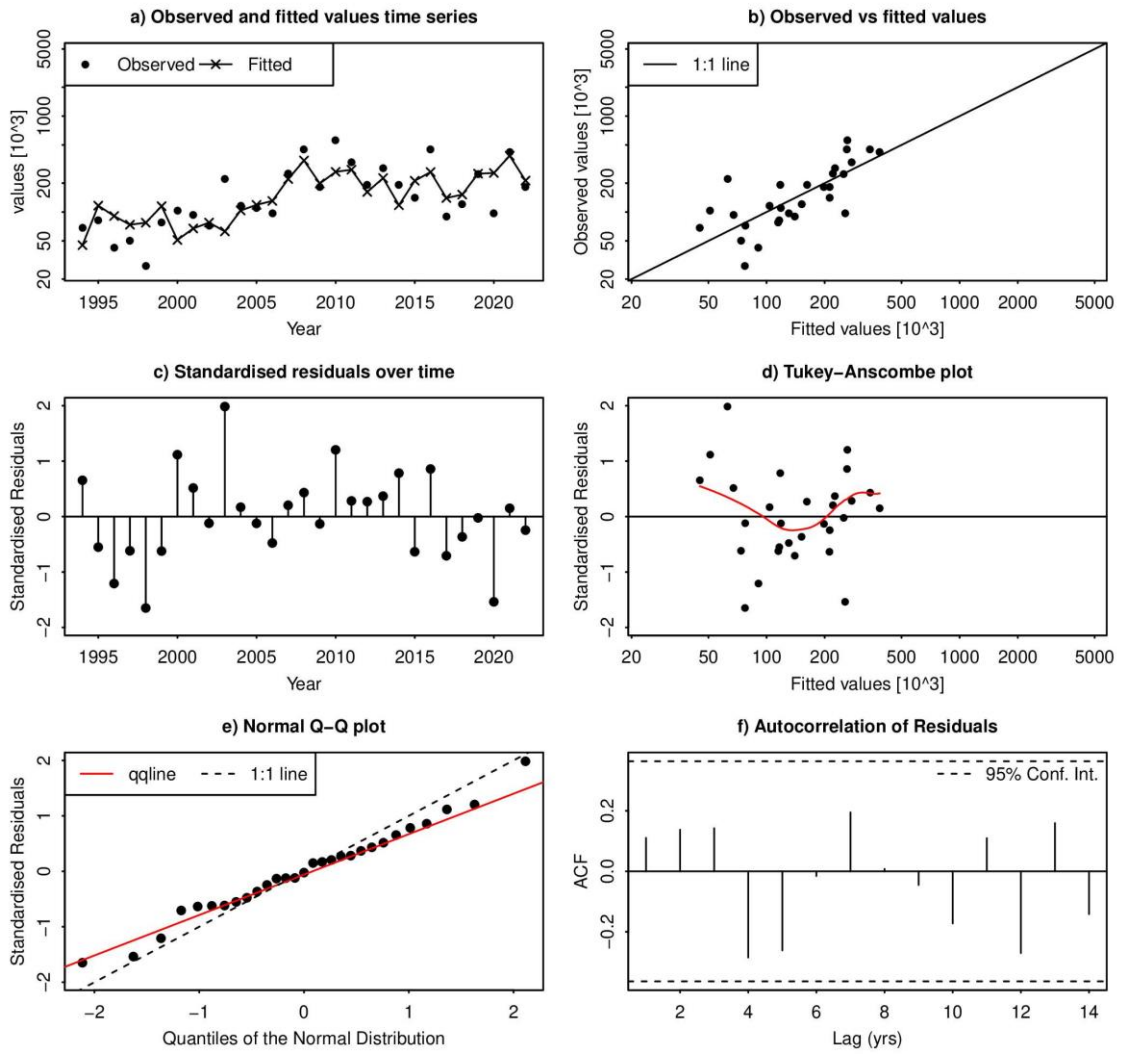 a) Observed and fitted values time series
values [10^3]
5000
1000
200
50
20
Observed Fitted
1995 2000 2005 2010 2015 2020
Year
b) Observed vs fitted values
Observed values [10^3]
5000
1000
200
50
20
1:1 line
20 50 100 200 500 1000 2000 5000
Fitted values [10^3]
c) Standardised residuals over time
Standardised Residuals
2
1
0
−1
−2
1995 2000 2005 2010 2015 2020
Year
d) Tukey−Anscombe plot
Standardised Residuals
2
1
0
−1
−2
20 50 100 200 500 1000 2000 5000
Fitted values [10^3]
e) Normal Q−Q plot
Standardised Residuals
2
1
0
−1
−2
qqline 1:1 line
−2 −1 0 1 2
Quantiles of the Normal Distribution
f) Autocorrelation of Residuals
ACF
0.2
0.0
−0.2
95% Conf. Int.
2 4 6 8 10 12 14
Lag (yrs)